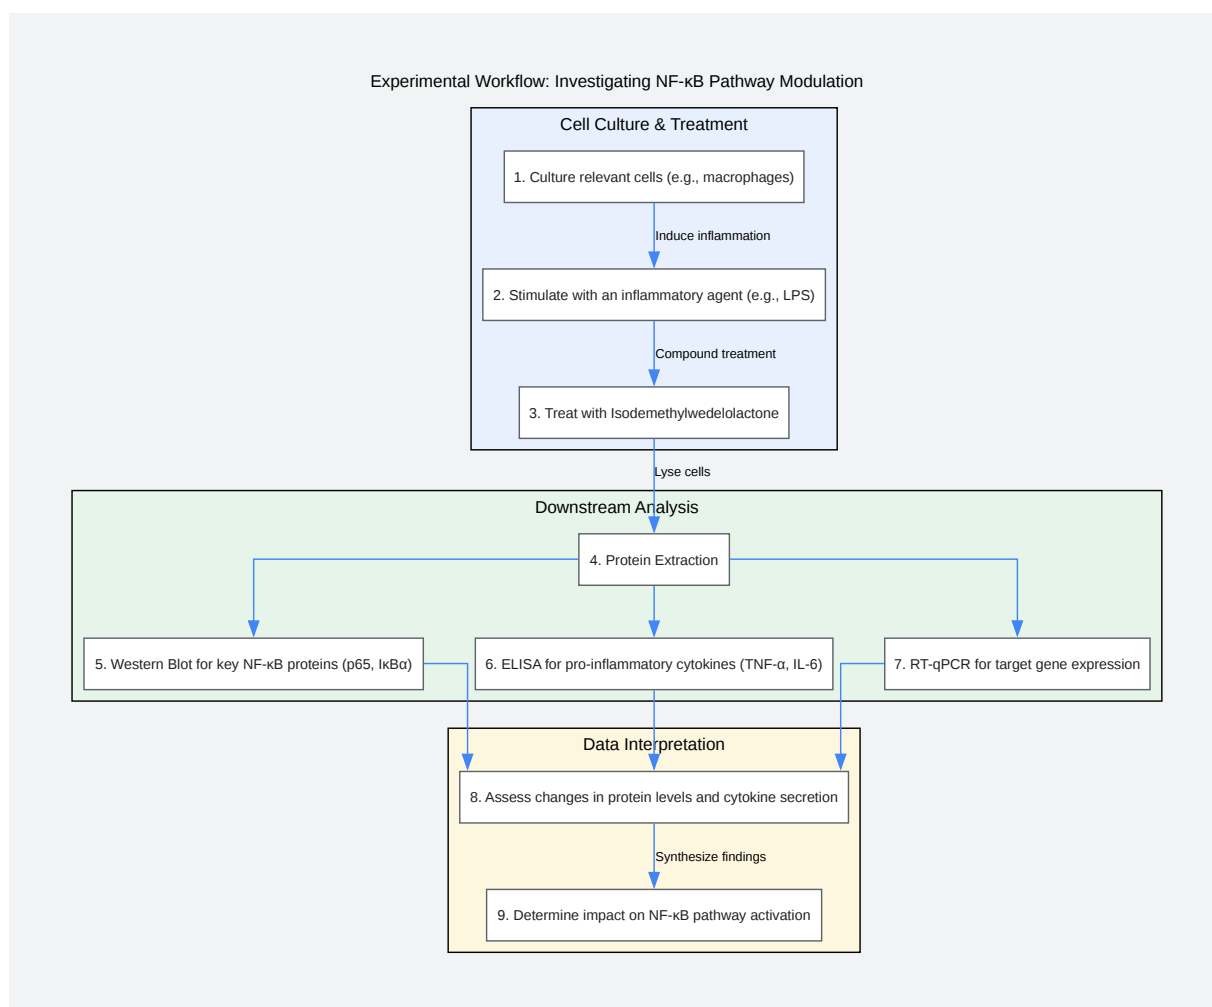 Experimental Workflow: Investigating NF-κB Pathway Modulation
Cell Culture & Treatment
1. Culture relevant cells (e.g., macrophages)
Induce inflammation
2. Stimulate with an inflammatory agent (e.g., LPS)
Compound treatment
3. Treat with Isodemethylwedelolactone
Lyse cells
Downstream Analysis
4. Protein Extraction
5. Western Blot for key NF-κB proteins (p65, IκBα)
6. ELISA for pro-inflammatory cytokines (TNF-α, IL-6)
7. RT-qPCR for target gene expression
Data Interpretation
8. Assess changes in protein levels and cytokine secretion
Synthesize findings
9. Determine impact on NF-κB pathway activation